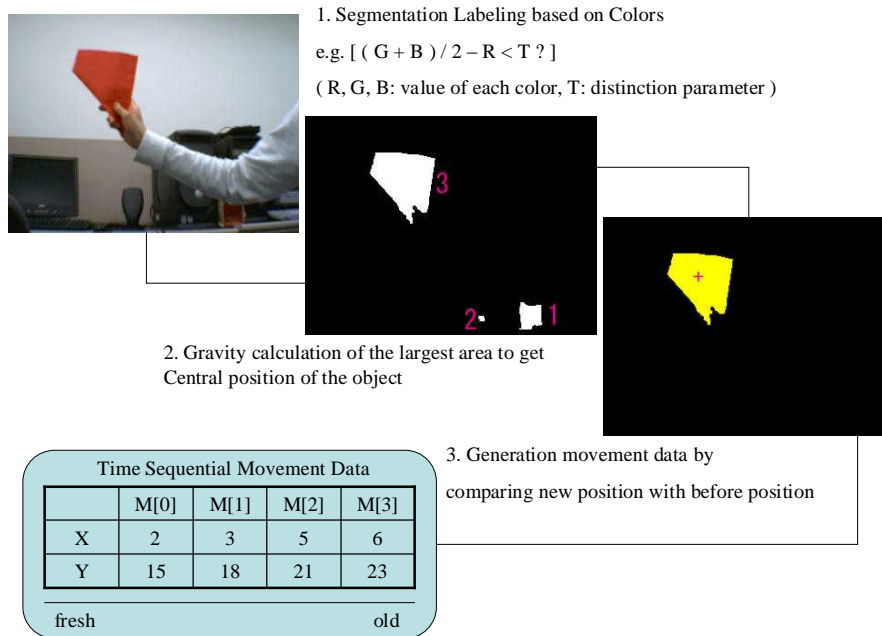 1. Segmentation Labeling based on Colors
e.g. [ ( G + B ) / 2 – R < T ? ]
( R, G, B: value of each color, T: distinction parameter )
3
2
1
2. Gravity calculation of the largest area to get
Central position of the object
3. Generation movement data by
comparing new position with before position
Time Sequential Movement Data
M[0] M[1] M[2] M[3]
X 2 3 5 6
Y 15 18 21 23
fresh old